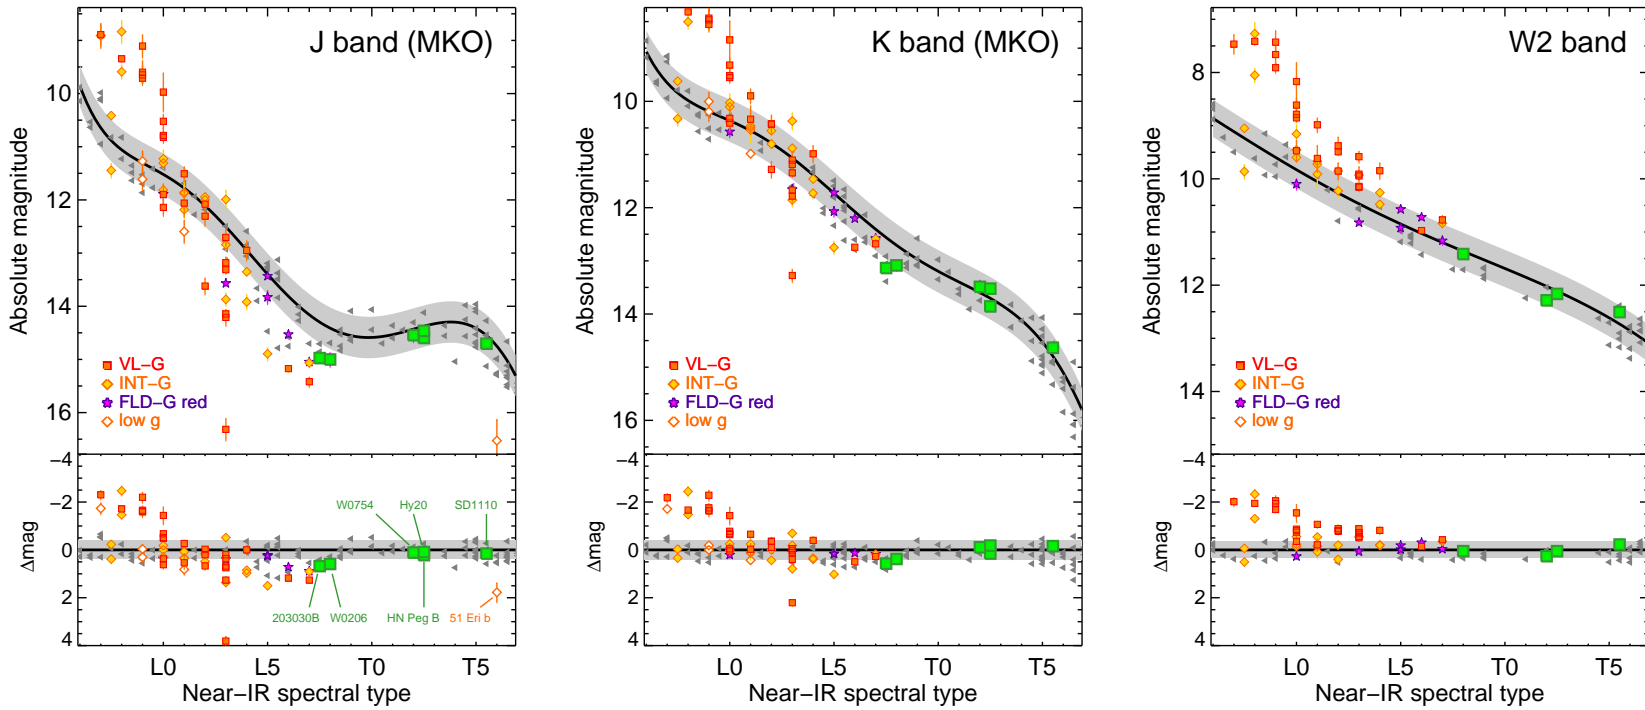 J band (MKO)
Absolute magnitude
10
12
14
16
VL–G
INT–G
FLD–G red
low g
Δmag
–4
–2
0
2
4
W0754
Hy20
SD1110
203030B
W0206
HN Peg B
51 Eri b
L0
L5
T0
T5
Near–IR spectral type
K band (MKO)
Absolute magnitude
10
12
14
16
VL–G
INT–G
FLD–G red
low g
Δmag
–4
–2
0
2
4
L0
L5
T0
T5
Near–IR spectral type
W2 band
Absolute magnitude
8
10
12
14
VL–G
INT–G
FLD–G red
low g
Δmag
–4
–2
0
2
4
L0
L5
T0
T5
Near–IR spectral type